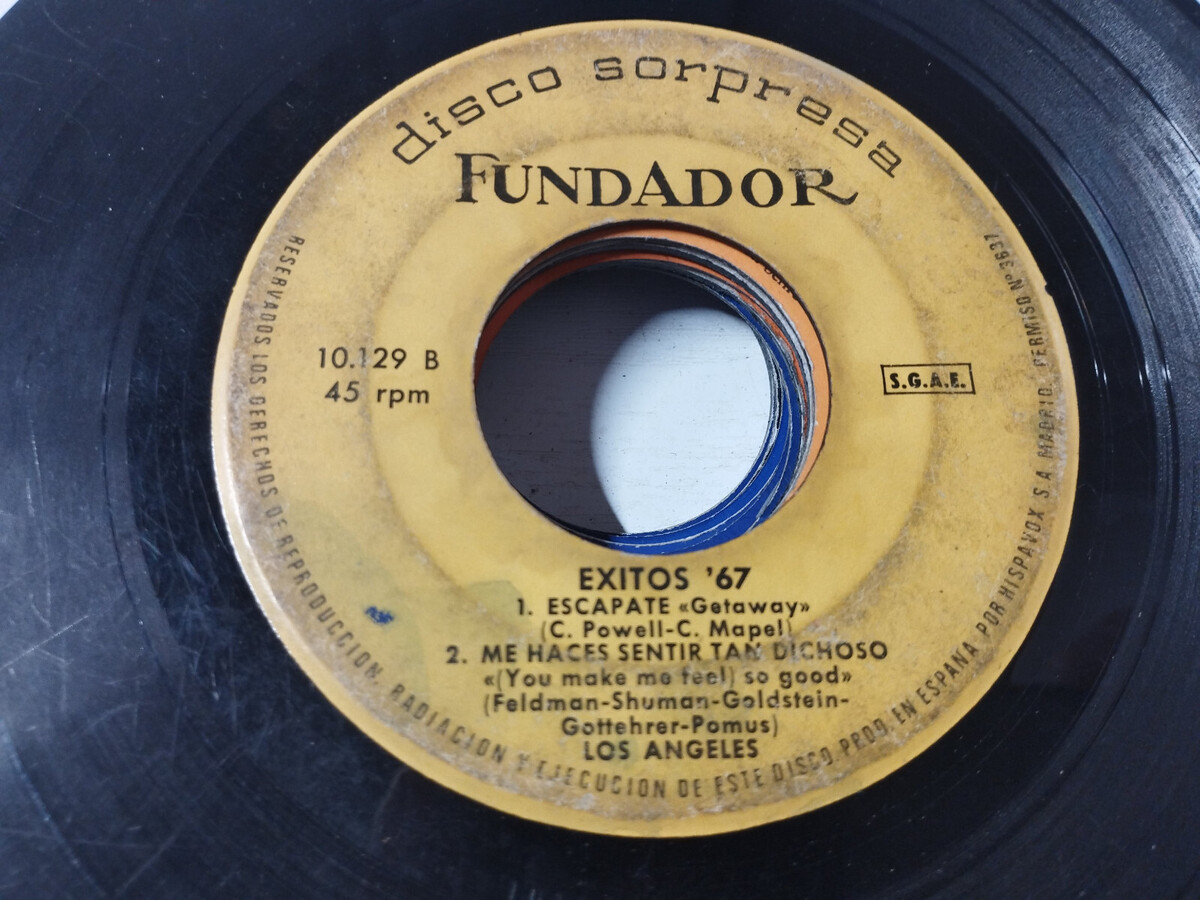 disco sorpresa
FUNDADOR
10.129 B
45 rpm
S.G.A.E.
EXITOS '67
1. ESCAPATE «Getaway»
(C. Powell-C. Mapel)
2. ME HACES SENTIR TAN DICHOSO
«(You make me feel) so good»
(Feldman-Shuman-Goldstein-
Gottehrer-Pomus)
LOS ANGELES
RESERVADOS LOS DERECHOS DE REPRODUCCION, RADIACION Y EJECUCION DE ESTE DISCO. PROD. EN ESPAÑA POR HISPAVOX S.A. MADRID. PERMISO Nº 3637